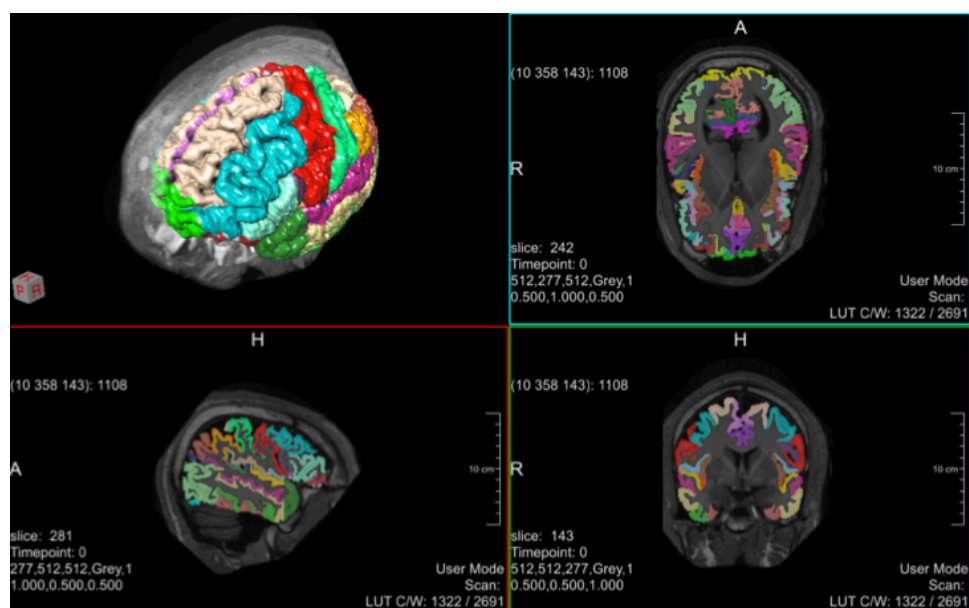 A
(10 358 143): 1108
R
10 cm
slice: 242
Timepoint: 0
512,277,512,Grey,1
0.500,1.000,0.500
User Mode
Scan:
LUT C/W: 1322 / 2691
H
(10 358 143): 1108
A
10 cm
slice: 281
Timepoint: 0
277,512,512,Grey,1
1.000,0.500,0.500
User Mode
Scan:
LUT C/W: 1322 / 2691
H
(10 358 143): 1108
R
10 cm
slice: 143
Timepoint: 0
512,512,277,Grey,1
0.500,0.500,1.000
User Mode
Scan:
LUT C/W: 1322 / 2691